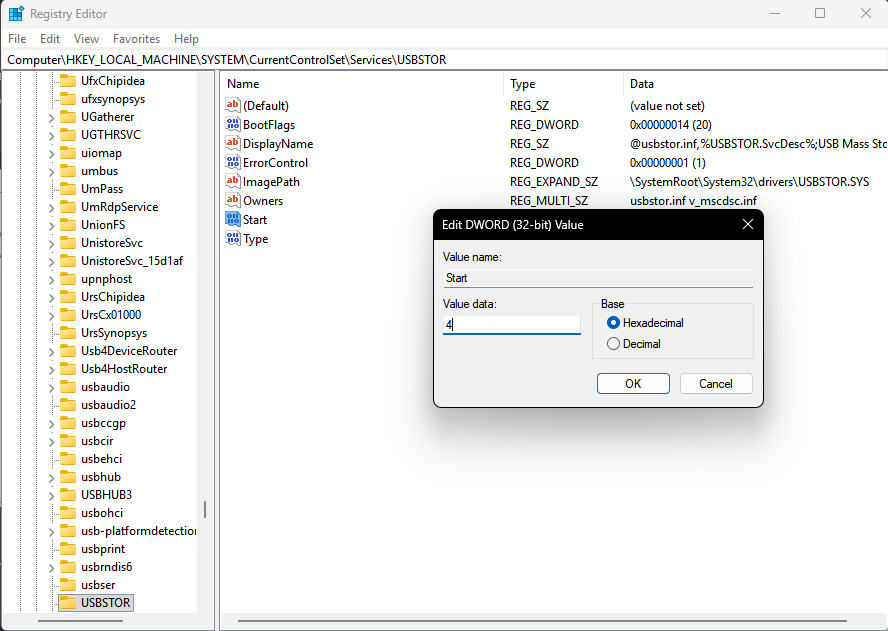 Registry Editor
File Edit View Favorites Help
Computer\HKEY_LOCAL_MACHINE\SYSTEM\CurrentControlSet\Services\USBSTOR
UfxChipidea
ufxsynopsys
UGatherer
UGTHRSVC
uiomap
umbus
UmPass
UmRdpService
UnionFS
UnistoreSvc
UnistoreSvc_15d1af
upnphost
UrsChipidea
UrsCx01000
UrsSynopsys
Usb4DeviceRouter
Usb4HostRouter
usbaudio
usbaudio2
usbccgp
usbcir
usbehci
usbhub
USBHUB3
usbohci
usb-platformdetection
usbprint
usbrndis6
usbser
USBSTOR
Name Type Data
(Default) REG_SZ (value not set)
BootFlags REG_DWORD 0x00000014 (20)
DisplayName REG_SZ @usbstor.inf,%USBSTOR.SvcDesc%;USB Mass Sto
ErrorControl REG_DWORD 0x00000001 (1)
ImagePath REG_EXPAND_SZ \SystemRoot\System32\drivers\USBSTOR.SYS
Owners REG_MULTI_SZ usbstor.inf v_mscdsc.inf
Start
Type
Edit DWORD (32-bit) Value
Value name:
Start
Value data:
4
Base
Hexadecimal
Decimal
OK Cancel